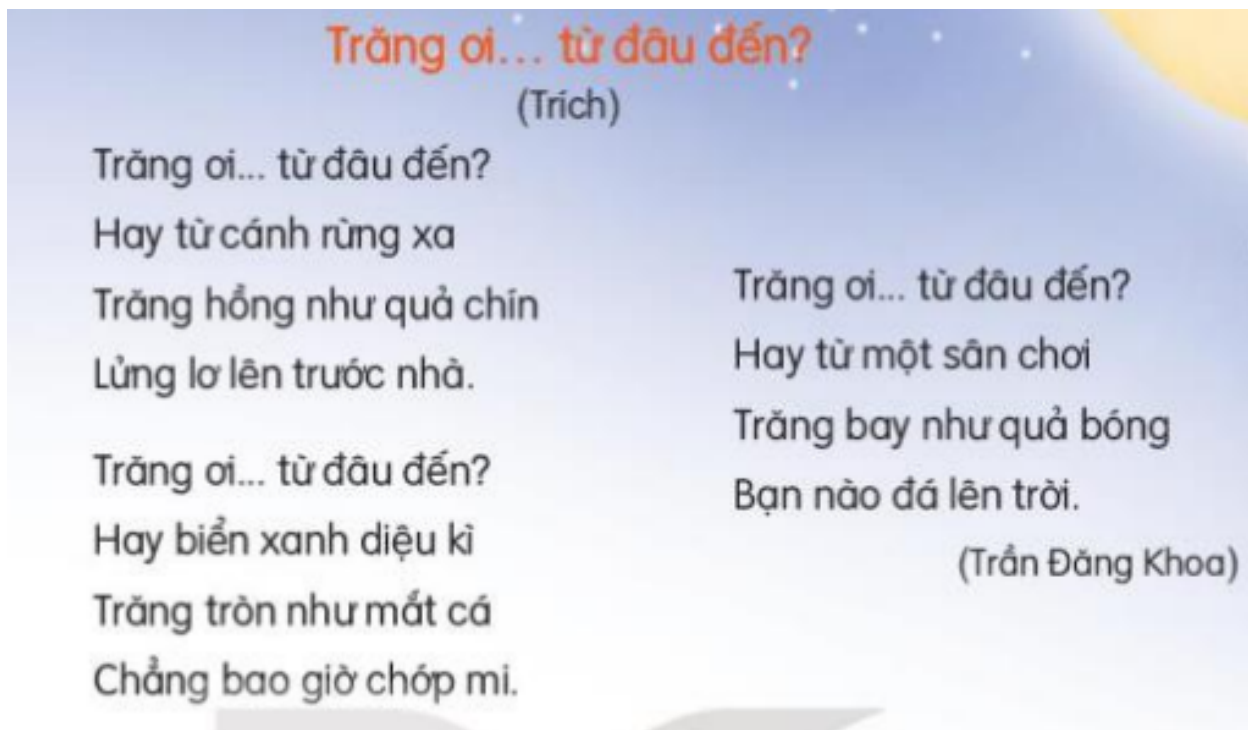 Trăng ơi... từ đâu đến?
(Trích)
Trăng ơi... từ đâu đến?
Hay từ cánh rừng xa
Trăng hồng như quả chín
Lửng lơ lên trước nhà.
Trăng ơi... từ đâu đến?
Hay biển xanh diệu kì
Trăng tròn như mắt cá
Chẳng bao giờ chớp mi.
Trăng ơi... từ đâu đến?
Hay từ một sân chơi
Trăng bay như quả bóng
Bạn nào đá lên trời.
(Trần Đăng Khoa)